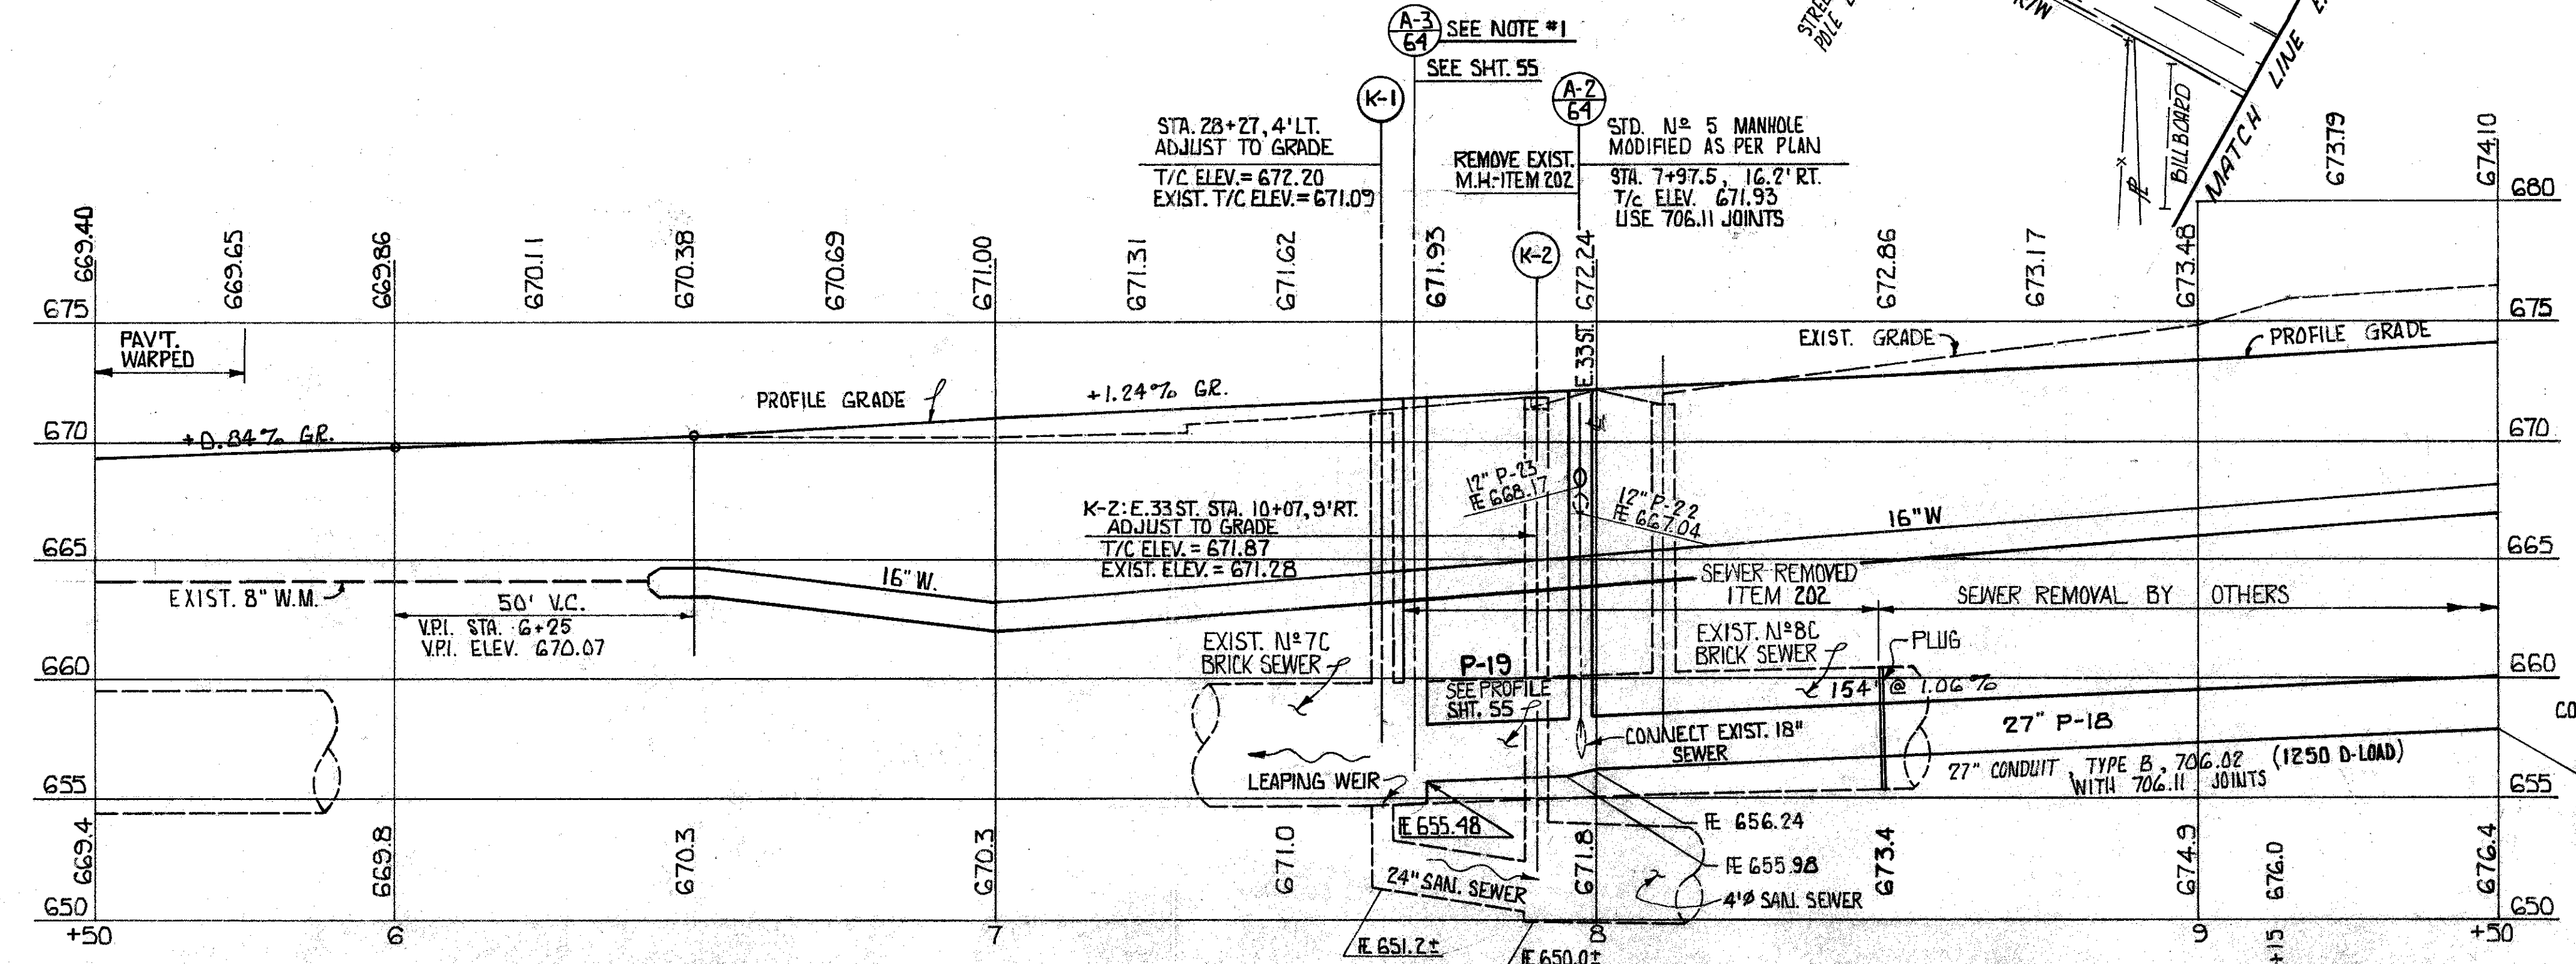 A-3
64
SEE NOTE #1
SEE SHT. 55
K-1
A-2
64
STREE
POLE
R/W
MATCH LINE
BILLBOARD
STA. 28+27, 4' LT.
ADJUST TO GRADE
T/C ELEV. = 672.20
EXIST. T/C ELEV. = 671.09
REMOVE EXIST.
M.H.-ITEM 202
STD. Nº 5 MANHOLE
MODIFIED AS PER PLAN
STA. 7+97.5, 16.2' RT.
T/C ELEV. 671.93
USE 706.11 JOINTS
K-2
669.40
669.65
669.86
670.11
670.38
670.69
671.00
671.31
671.62
671.93
672.24
672.86
673.17
673.48
673.79
674.10
680
675
675
PAV'T.
WARPED
E.33 ST.
EXIST. GRADE
PROFILE GRADE
PROFILE GRADE
+1.24% GR.
+0.84% GR.
670
670
12" P-23
FE 668.17
12" P-22
FE 667.04
K-2: E.33 ST. STA. 10+07, 9' RT.
ADJUST TO GRADE
T/C ELEV. = 671.87
EXIST. ELEV. = 671.28
16" W
665
665
EXIST. 8" W.M.
16" W.
50' V.C.
V.P.I. STA. 6+25
V.P.I. ELEV. 670.07
SEWER REMOVED
ITEM 202
SEWER REMOVAL BY OTHERS
EXIST. Nº 7C
BRICK SEWER
EXIST. Nº 8C
BRICK SEWER
PLUG
660
660
P-19
SEE PROFILE
SHT. 55
154' @ 1.06%
27" P-18
CO
CONNECT EXIST. 18"
SEWER
LEAPING WEIR
27" CONDUIT, TYPE B, 706.02 (1250 D-LOAD)
WITH 706.11 JOINTS
655
655
FE 655.48
FE 656.24
FE 655.98
24" SAN. SEWER
4'Ø SAN. SEWER
669.4
669.8
670.3
670.3
671.0
671.8
673.4
674.9
676.0
676.4
650
650
+50
6
7
8
9
+15
+50
FE 651.2±
FE 650.0±